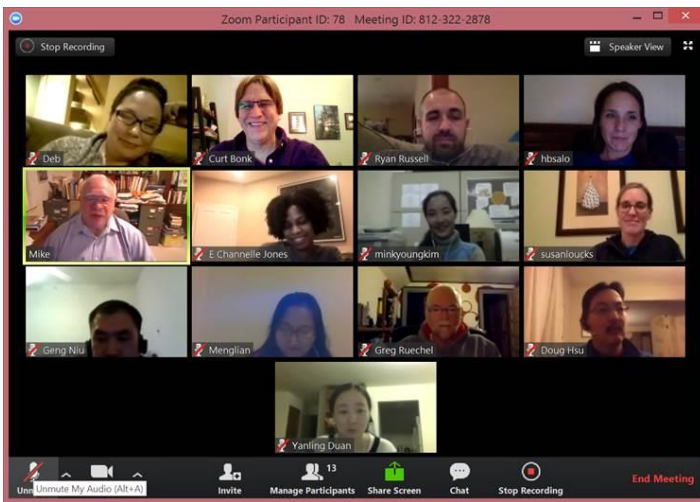 Zoom Participant ID: 78 Meeting ID: 812-322-2878
Stop Recording
Speaker View
Deb
Curt Bonk
Ryan Russell
hbsalo
Mike
E Channelle Jones
minkyoungkim
susanloucks
Geng Niu
Menglian
Greg Ruechel
Doug Hsu
Yanling Duan
Unmute My Audio (Alt+A)
Invite
13
Manage Participants
Share Screen
Chat
Stop Recording
End Meeting